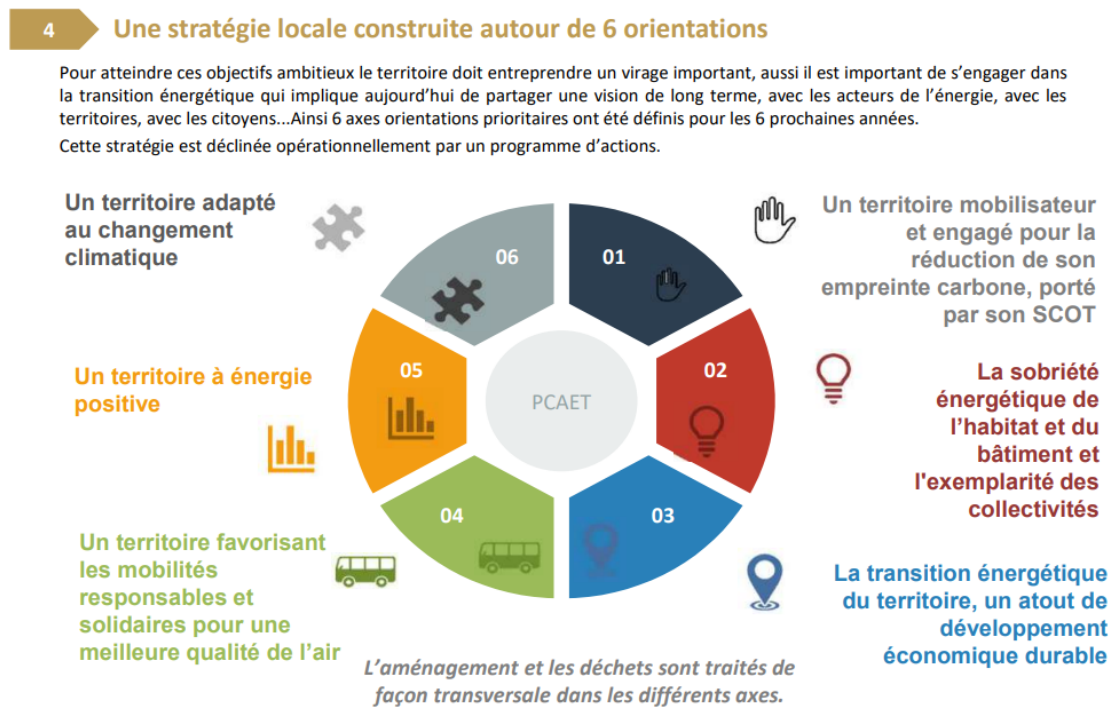 4
Une stratégie locale construite autour de 6 orientations
Pour atteindre ces objectifs ambitieux le territoire doit entreprendre un virage important, aussi il est important de s’engager dans
la transition énergétique qui implique aujourd’hui de partager une vision de long terme, avec les acteurs de l’énergie, avec les
territoires, avec les citoyens...Ainsi 6 axes orientations prioritaires ont été définis pour les 6 prochaines années.
Cette stratégie est déclinée opérationnellement par un programme d’actions.
Un territoire adapté
au changement
climatique
06
01
Un territoire mobilisateur
et engagé pour la
réduction de son
empreinte carbone, porté
par son SCOT
Un territoire à énergie
positive
05
PCAET
02
La sobriété
énergétique de
l’habitat et du
bâtiment et
l'exemplarité des
collectivités
Un territoire favorisant
les mobilités
responsables et
solidaires pour une
meilleure qualité de l’air
04
03
La transition énergétique
du territoire, un atout de
développement
économique durable
L’aménagement et les déchets sont traités de
façon transversale dans les différents axes.